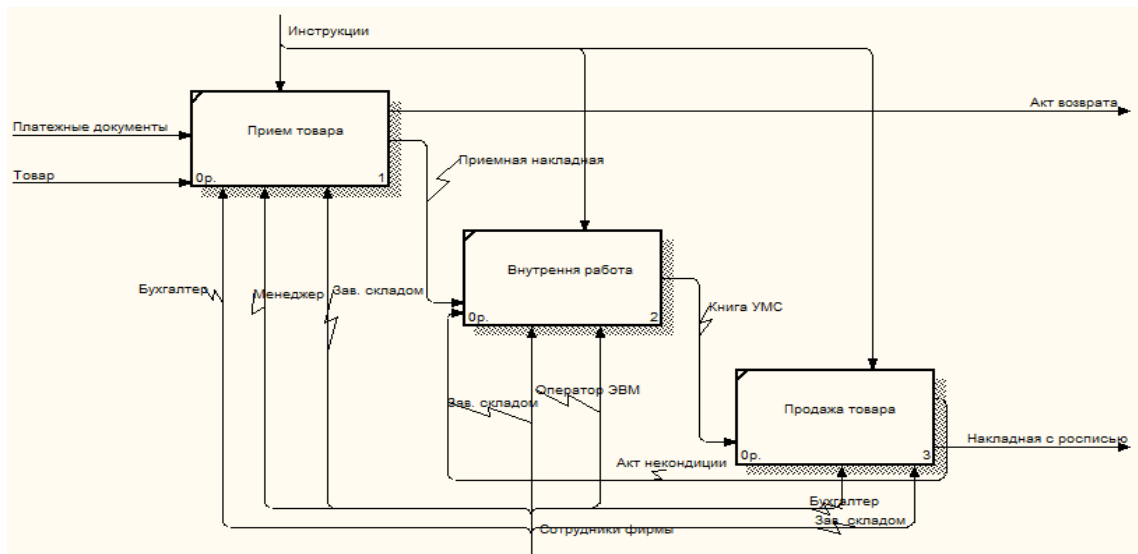 Инструкции
Акт возврата
Платежные документы
Прием товара
Приемная накладная
Товар
0р.
1
Внутрення работа
Бухгалтер
Менеджер
Зав. складом
Книга УМС
0р.
2
Оператор ЭВМ
Зав. складом
Продажа товара
Накладная с росписью
0р.
3
Акт некондиции
Бухгалтер
Зав. складом
Сотрудники фирмы